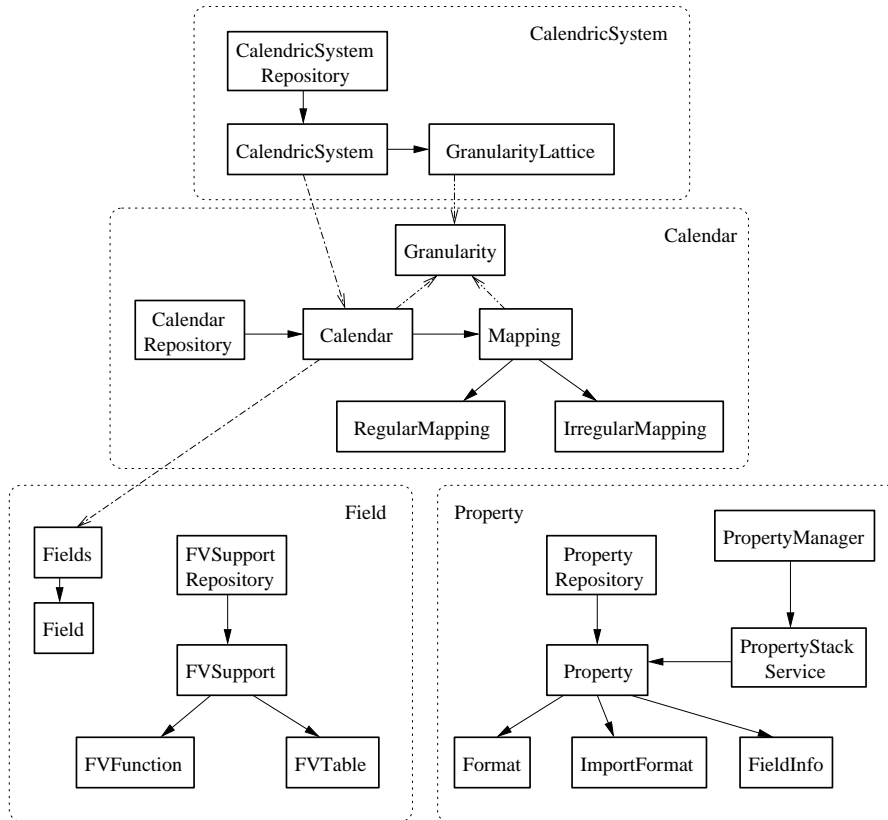 CalendricSystem
CalendricSystem
Repository
CalendricSystem
GranularityLattice
Calendar
Granularity
Calendar
Repository
Calendar
Mapping
RegularMapping
IrregularMapping
Field
Fields
FVSupport
Repository
Field
FVSupport
FVFunction
FVTable
Property
Property
Repository
PropertyManager
Property
PropertyStack
Service
Format
ImportFormat
FieldInfo